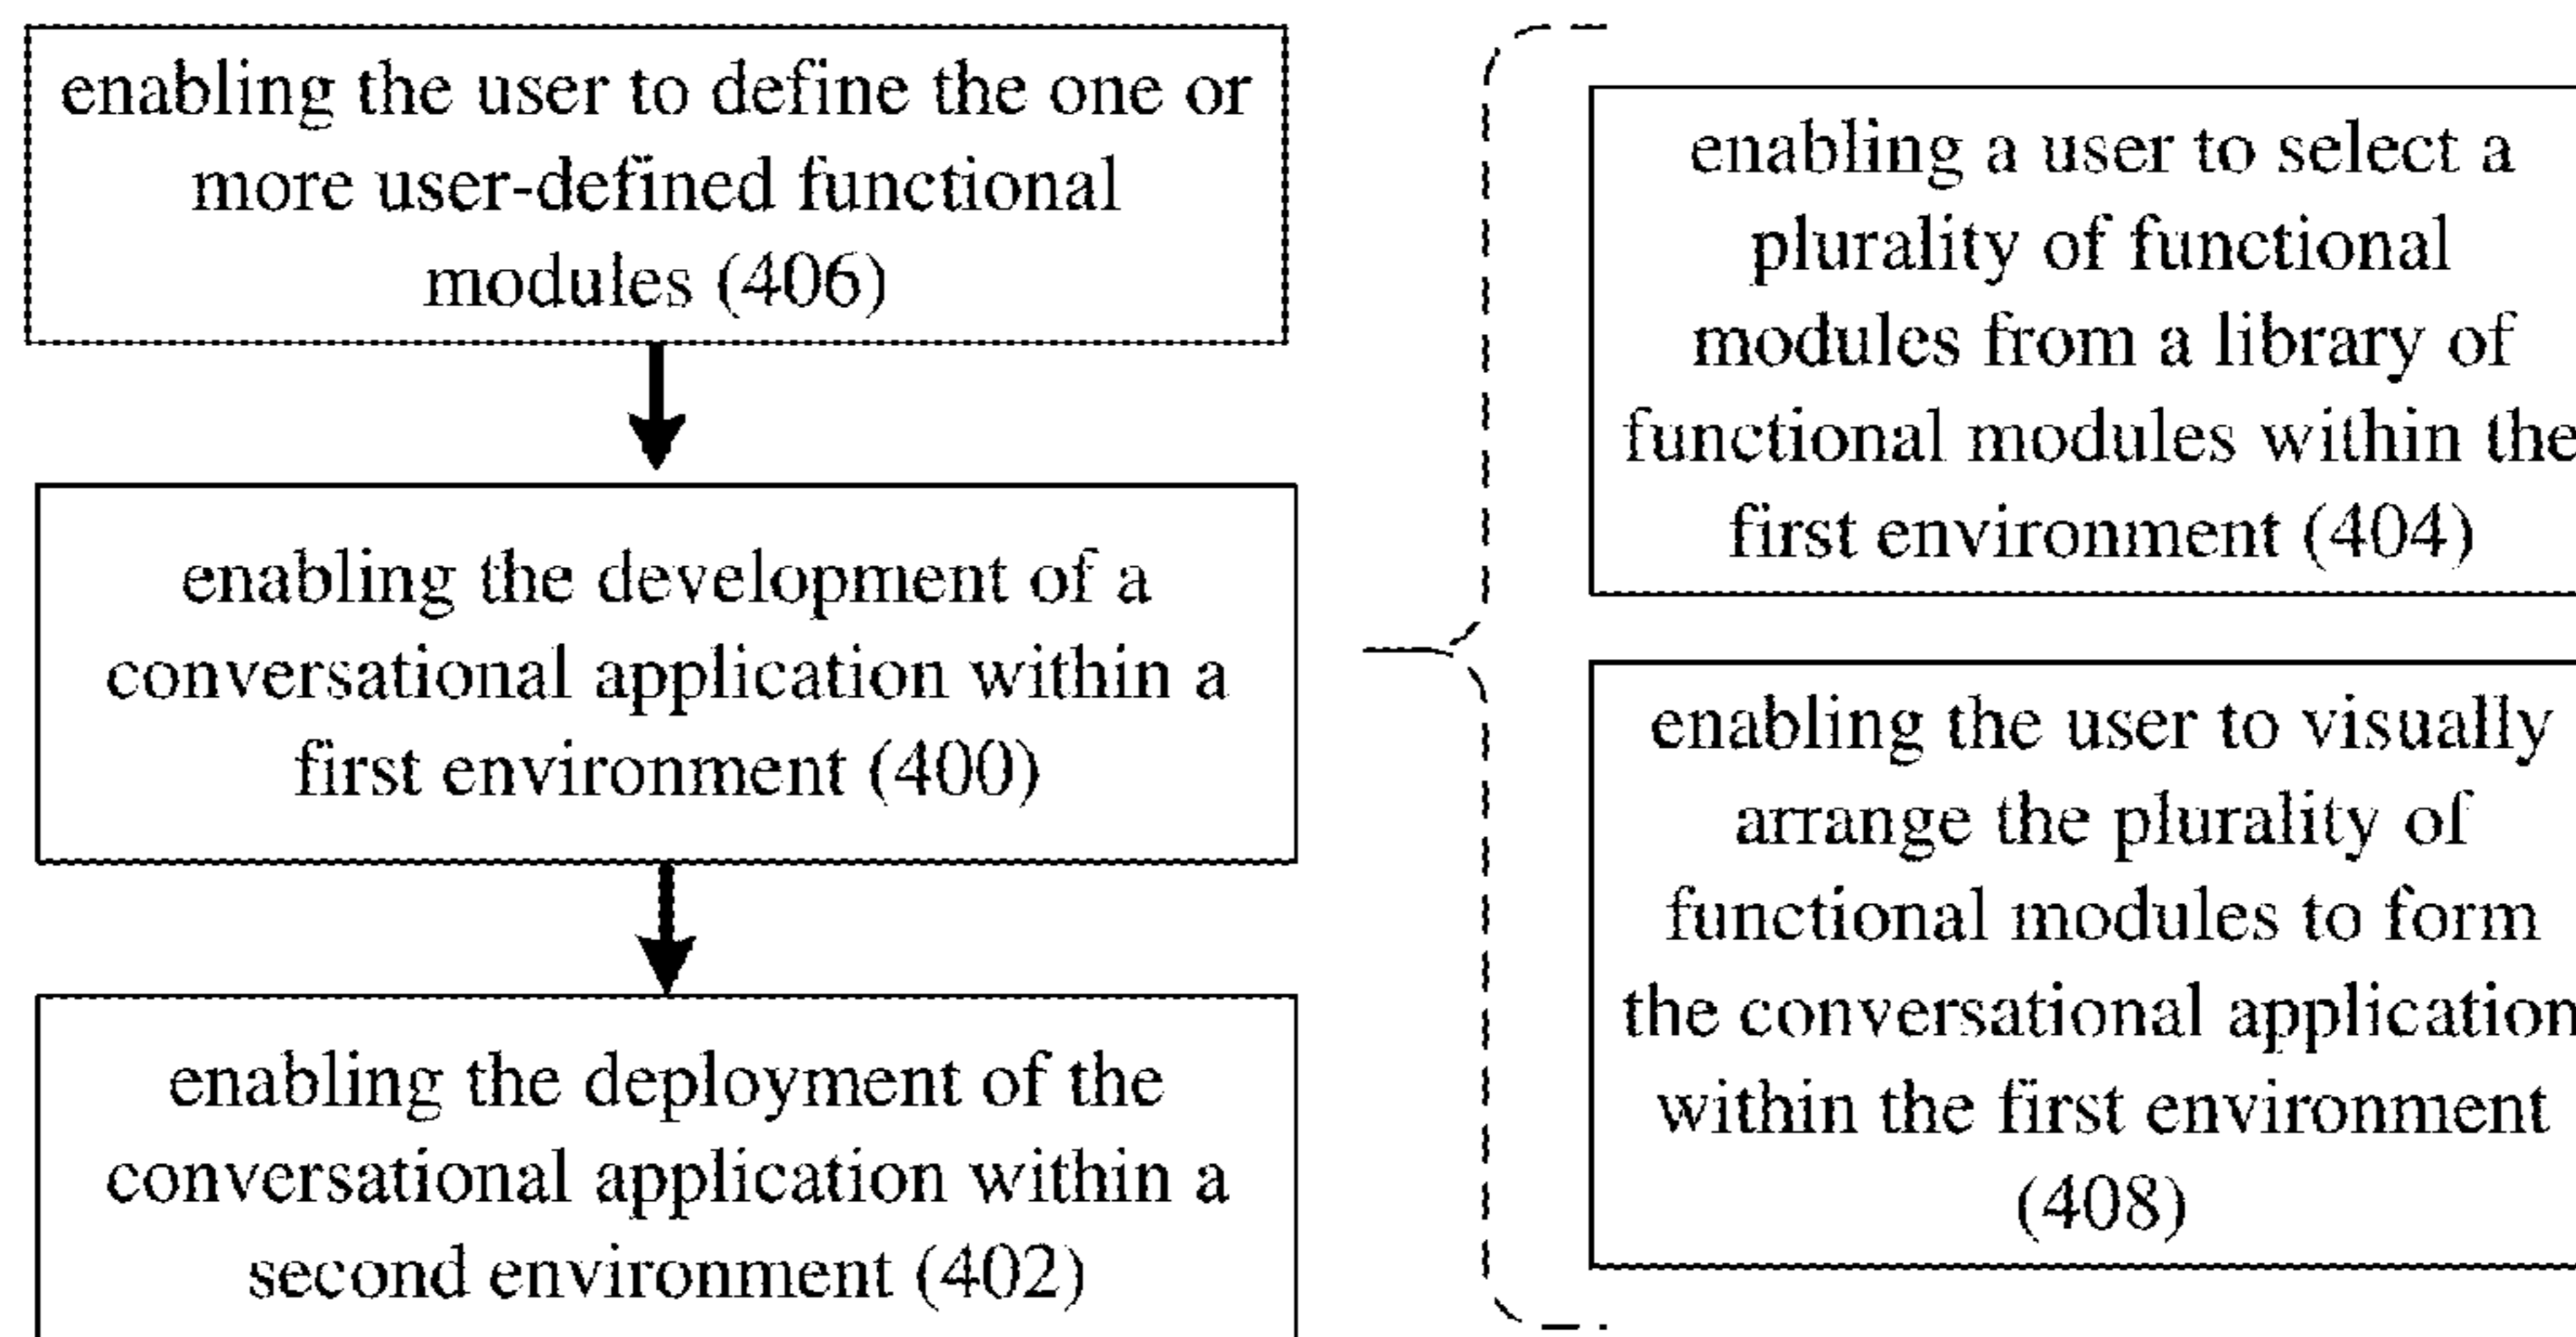 enabling the user to define the one or
more user-defined functional
modules (406)
enabling the development of a
conversational application within a
first environment (400)
enabling the deployment of the
conversational application within a
second environment (402)
enabling a user to select a
plurality of functional
modules from a library of
functional modules within the
first environment (404)
enabling the user to visually
arrange the plurality of
functional modules to form
the conversational application
within the first environment
(408)